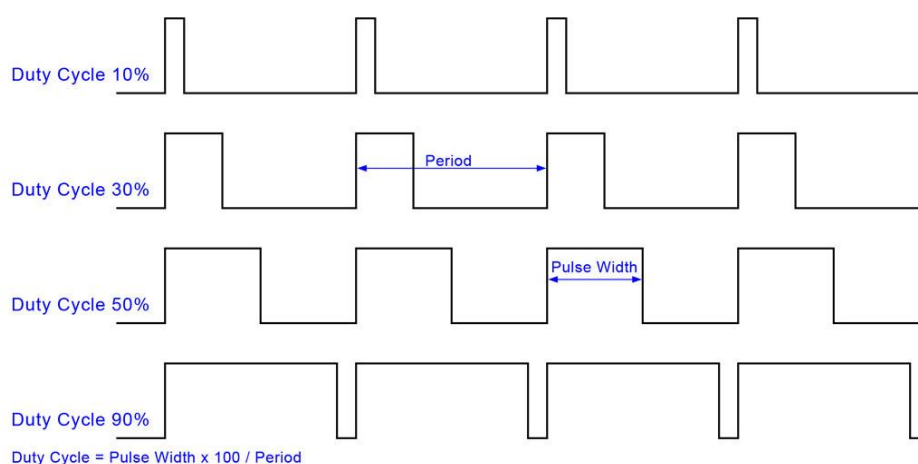 Duty Cycle 10%
Period
Duty Cycle 30%
Pulse Width
Duty Cycle 50%
Duty Cycle 90%
Duty Cycle = Pulse Width x 100 / Period